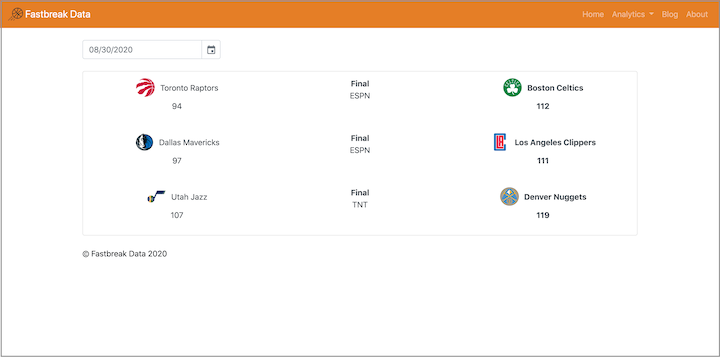 Fastbreak Data Home Analytics Blog About
08/30/2020
Toronto Raptors Final Boston Celtics
94 ESPN 112
Dallas Mavericks Final Los Angeles Clippers
97 ESPN 111
Utah Jazz Final Denver Nuggets
107 TNT 119
© Fastbreak Data 2020